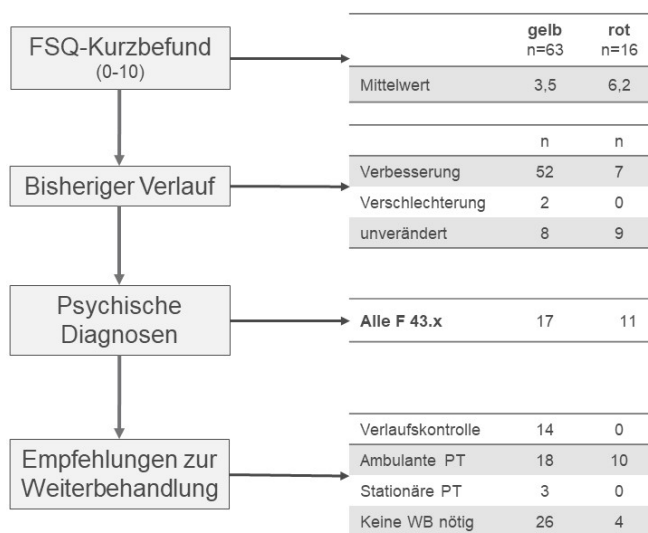 FSQ-Kurzbefund
(0-10)
gelb rot
n=63 n=16
Mittelwert 3,5 6,2
Bisheriger Verlauf
n n
Verbesserung 52 7
Verschlechterung 2 0
unverändert 8 9
Psychische
Diagnosen
Alle F 43.x 17 11
Empfehlungen zur
Weiterbehandlung
Verlaufskontrolle 14 0
Ambulante PT 18 10
Stationäre PT 3 0
Keine WB nötig 26 4